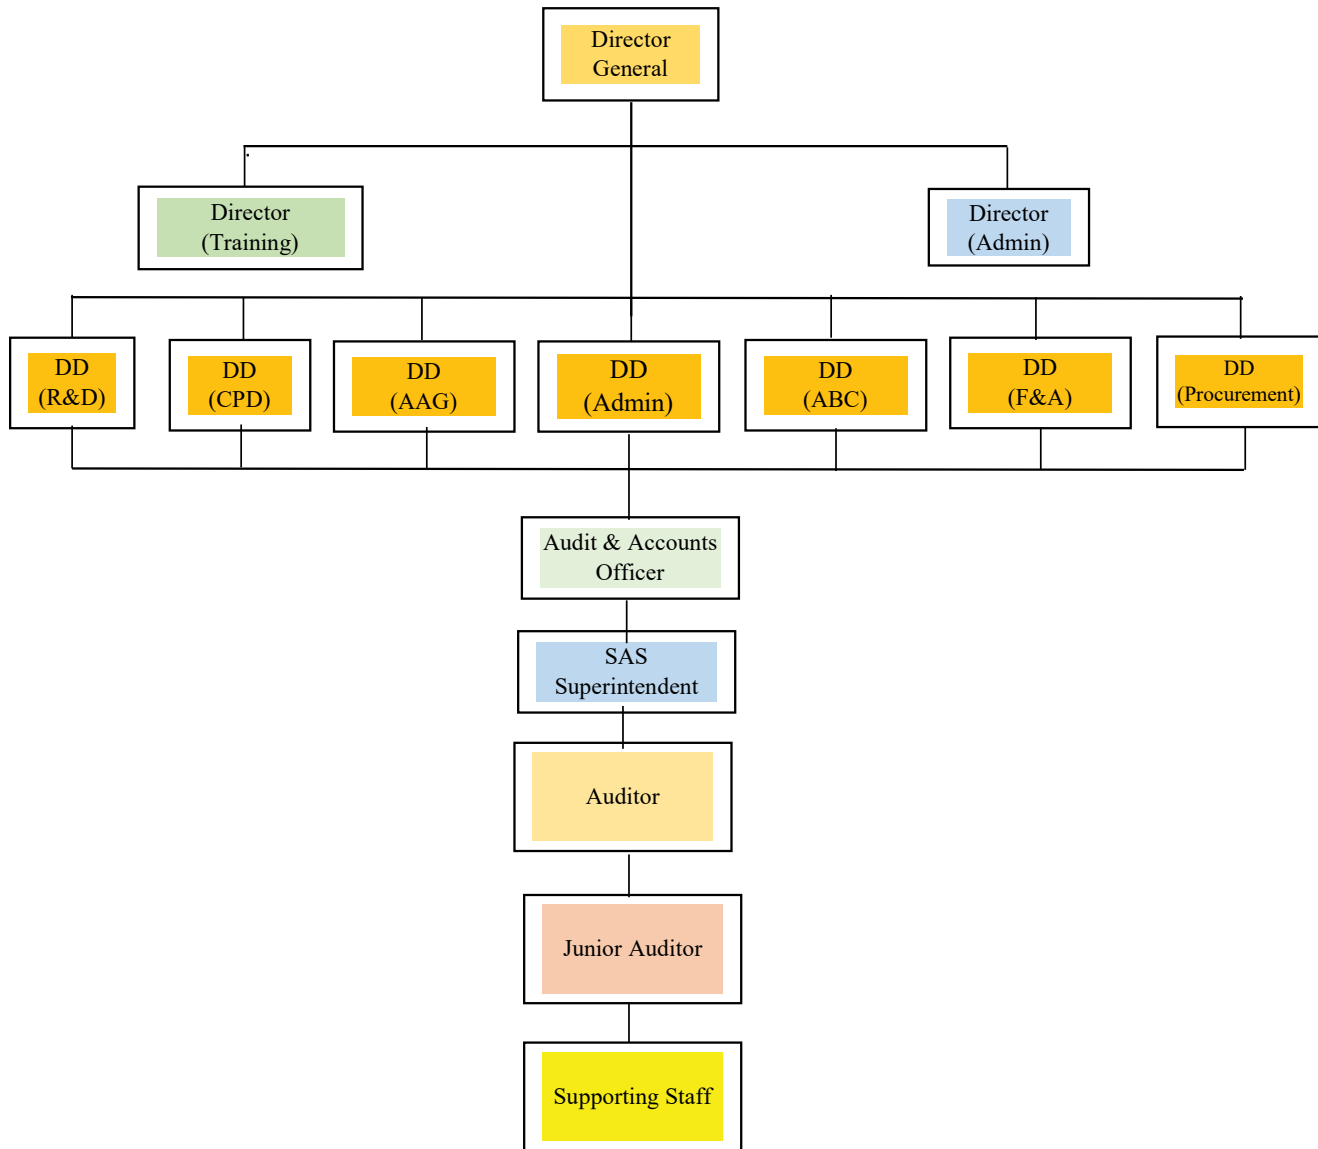 Director
General
Director
(Training)
Director
(Admin)
DD
(R&D)
DD
(CPD)
DD
(AAG)
DD
(Admin)
DD
(ABC)
DD
(F&A)
DD
(Procurement)
Audit & Accounts
Officer
SAS
Superintendent
Auditor
Junior Auditor
Supporting Staff